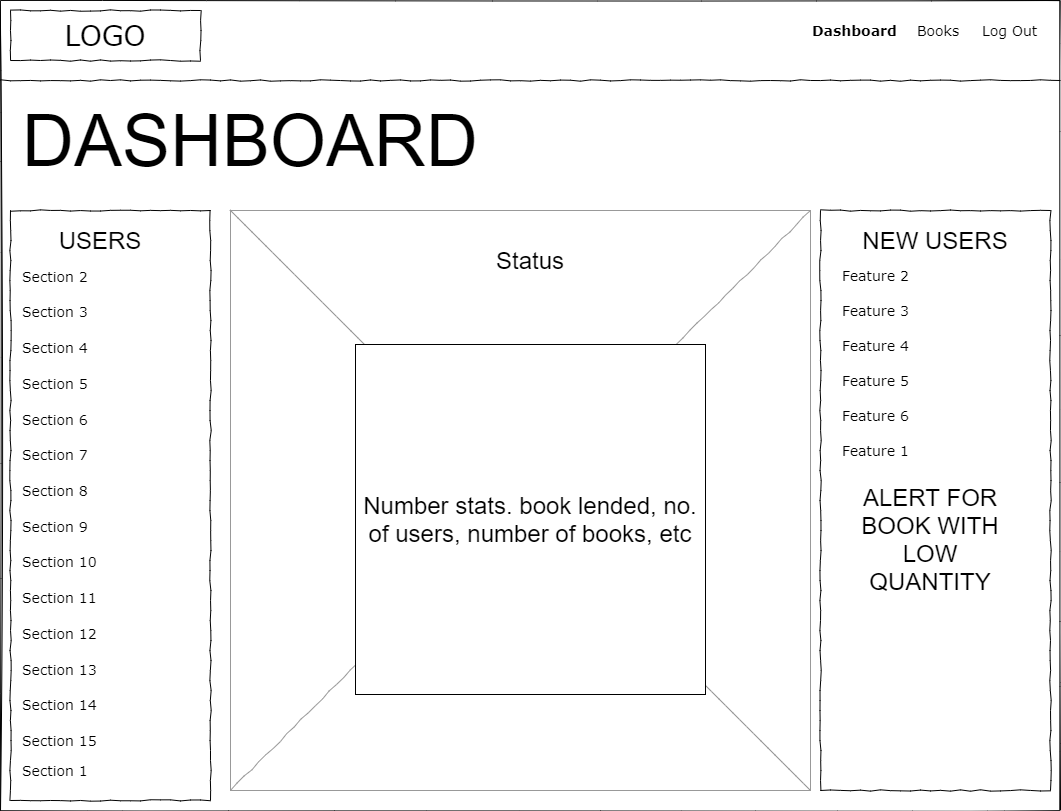 LOGO
Dashboard Books Log Out
DASHBOARD
USERS
Section 2
Section 3
Section 4
Section 5
Section 6
Section 7
Section 8
Section 9
Section 10
Section 11
Section 12
Section 13
Section 14
Section 15
Section 1
Status
Number stats. book lended, no.
of users, number of books, etc
NEW USERS
Feature 2
Feature 3
Feature 4
Feature 5
Feature 6
Feature 1
ALERT FOR
BOOK WITH
LOW
QUANTITY